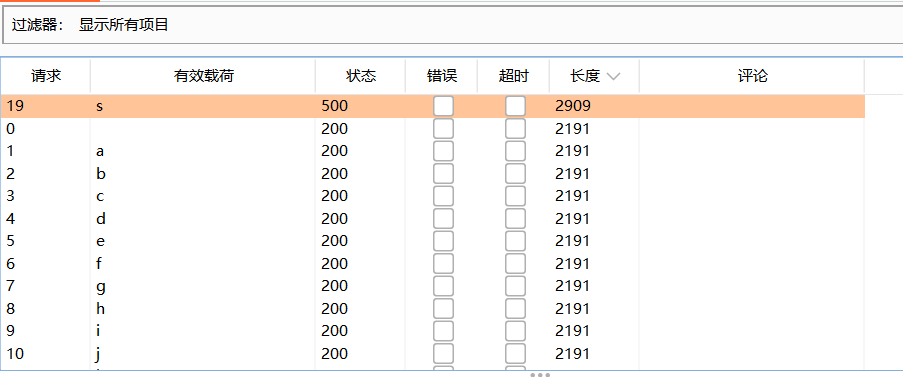 过滤器： 显示所有项目
请求 有效载荷 状态 错误 超时 长度 评论
19 s 500 2909
0 200 2191
1 a 200 2191
2 b 200 2191
3 c 200 2191
4 d 200 2191
5 e 200 2191
6 f 200 2191
7 g 200 2191
8 h 200 2191
9 i 200 2191
10 j 200 2191